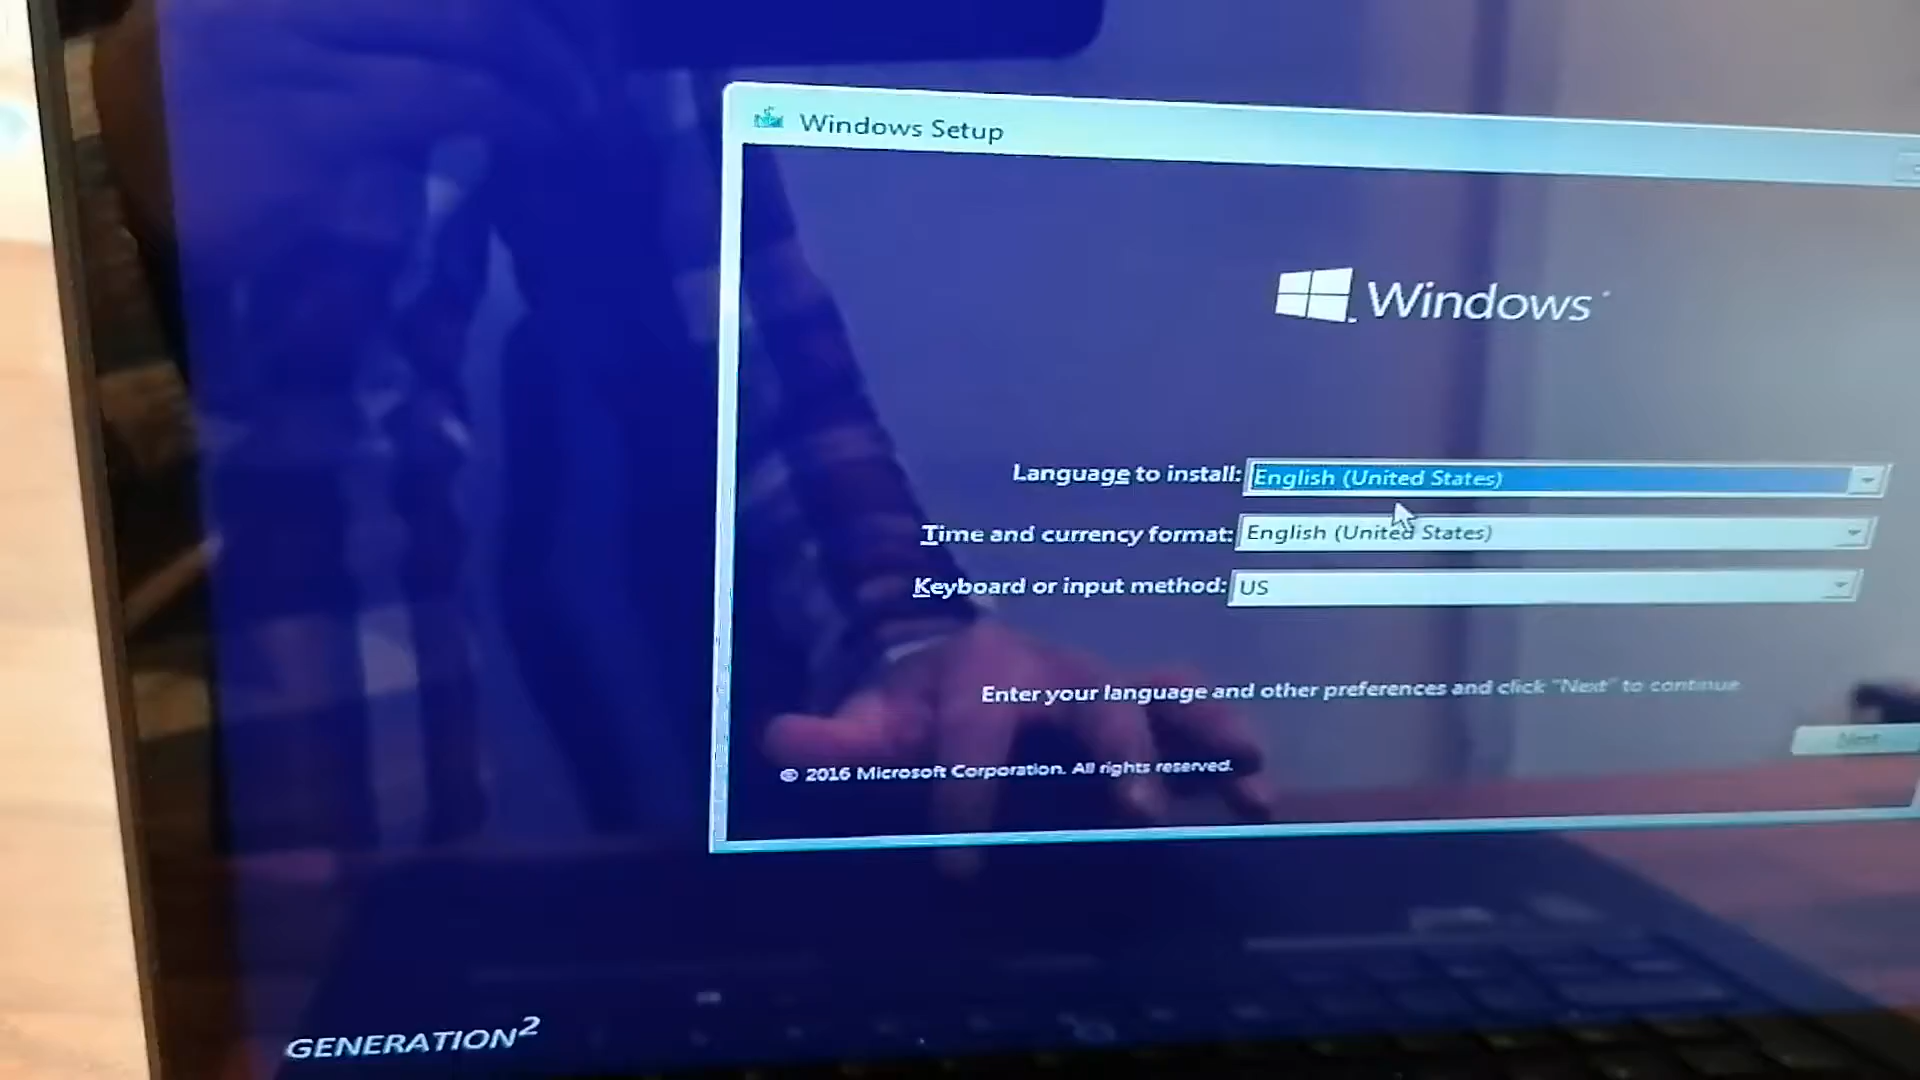 Windows Setup
Windows
Language to install: English (United States)
Time and currency format: English (United States)
Keyboard or input method: US
Enter your language and other preferences and click "Next" to continue
© 2016 Microsoft Corporation. All rights reserved.
Next
GENERATION²